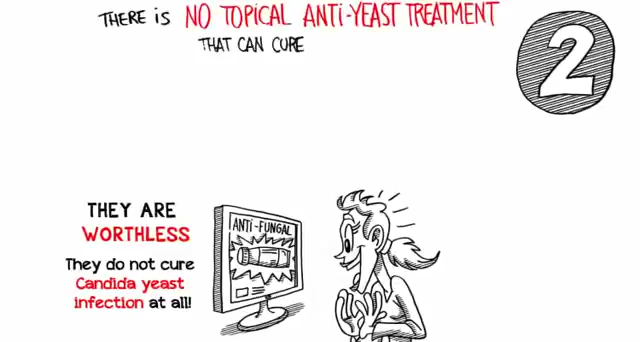 THERE iS NO TOPICAL ANTi-YEAST TREATMENT
THAT CAN CURE
2
THEY ARE
WORTHLESS
They do not cure
Candida yeast
infection at all!
ANTi-FUNGAL